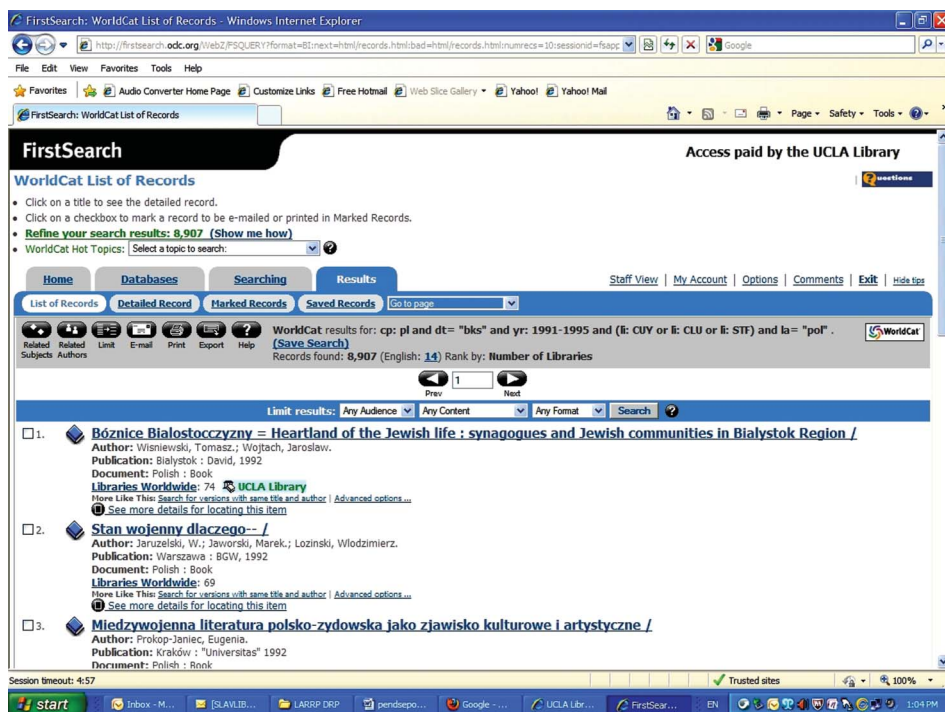 FirstSearch: WorldCat List of Records - Windows Internet Explorer
http://firstsearch.oclc.org/WebZ/FSQUERY?format=BI:next=html/records.html:bad=html/records.html:numrecs=10:sessionid=fsapp
Google
File Edit View Favorites Tools Help
Favorites Audio Converter Home Page Customize Links Free Hotmail Web Slice Gallery Yahoo! Yahoo! Mail
FirstSearch: WorldCat List of Records Page Safety Tools
FirstSearch Access paid by the UCLA Library
WorldCat List of Records Questions
• Click on a title to see the detailed record.
• Click on a checkbox to mark a record to be e-mailed or printed in Marked Records.
• Refine your search results: 8,907 (Show me how)
• WorldCat Hot Topics: Select a topic to search:
Home Databases Searching Results Staff View | My Account | Options | Comments | Exit | Hide tips
List of Records Detailed Record Marked Records Saved Records Go to page
Related Subjects Related Authors Limit E-mail Print Export Help
WorldCat results for: cp: pl and dt= "bks" and yr: 1991-1995 and (li: CUY or li: CLU or li: STF) and la= "pol" .
(Save Search)
Records found: 8,907 (English: 14) Rank by: Number of Libraries
WorldCat
1
Prev Next
Limit results: Any Audience Any Content Any Format Search
1. Bóznice Bialostocczyzny = Heartland of the Jewish life : synagogues and Jewish communities in Bialystok Region /
Author: Wisniewski, Tomasz.; Wojtach, Jaroslaw.
Publication: Bialystok : David, 1992
Document: Polish : Book
Libraries Worldwide: 74 UCLA Library
More Like This: Search for versions with same title and author | Advanced options ...
See more details for locating this item
2. Stan wojenny dlaczego-- /
Author: Jaruzelski, W.; Jaworski, Marek.; Lozinski, Wlodzimierz.
Publication: Warszawa : BGW, 1992
Document: Polish : Book
Libraries Worldwide: 69
More Like This: Search for versions with same title and author | Advanced options ...
See more details for locating this item
3. Miedzywojenna literatura polsko-zydowska jako zjawisko kulturowe i artystyczne /
Author: Prokop-Janiec, Eugenia.
Publication: Kraków : "Universitas" 1992
Document: Polish : Book
Session timeout: 4:57 Trusted sites 100%
start Inbox - M... [SLAVLIB... LARRP DRP pendsepo... Google - ... UCLA Libr... FirstSear... EN 1:04 PM